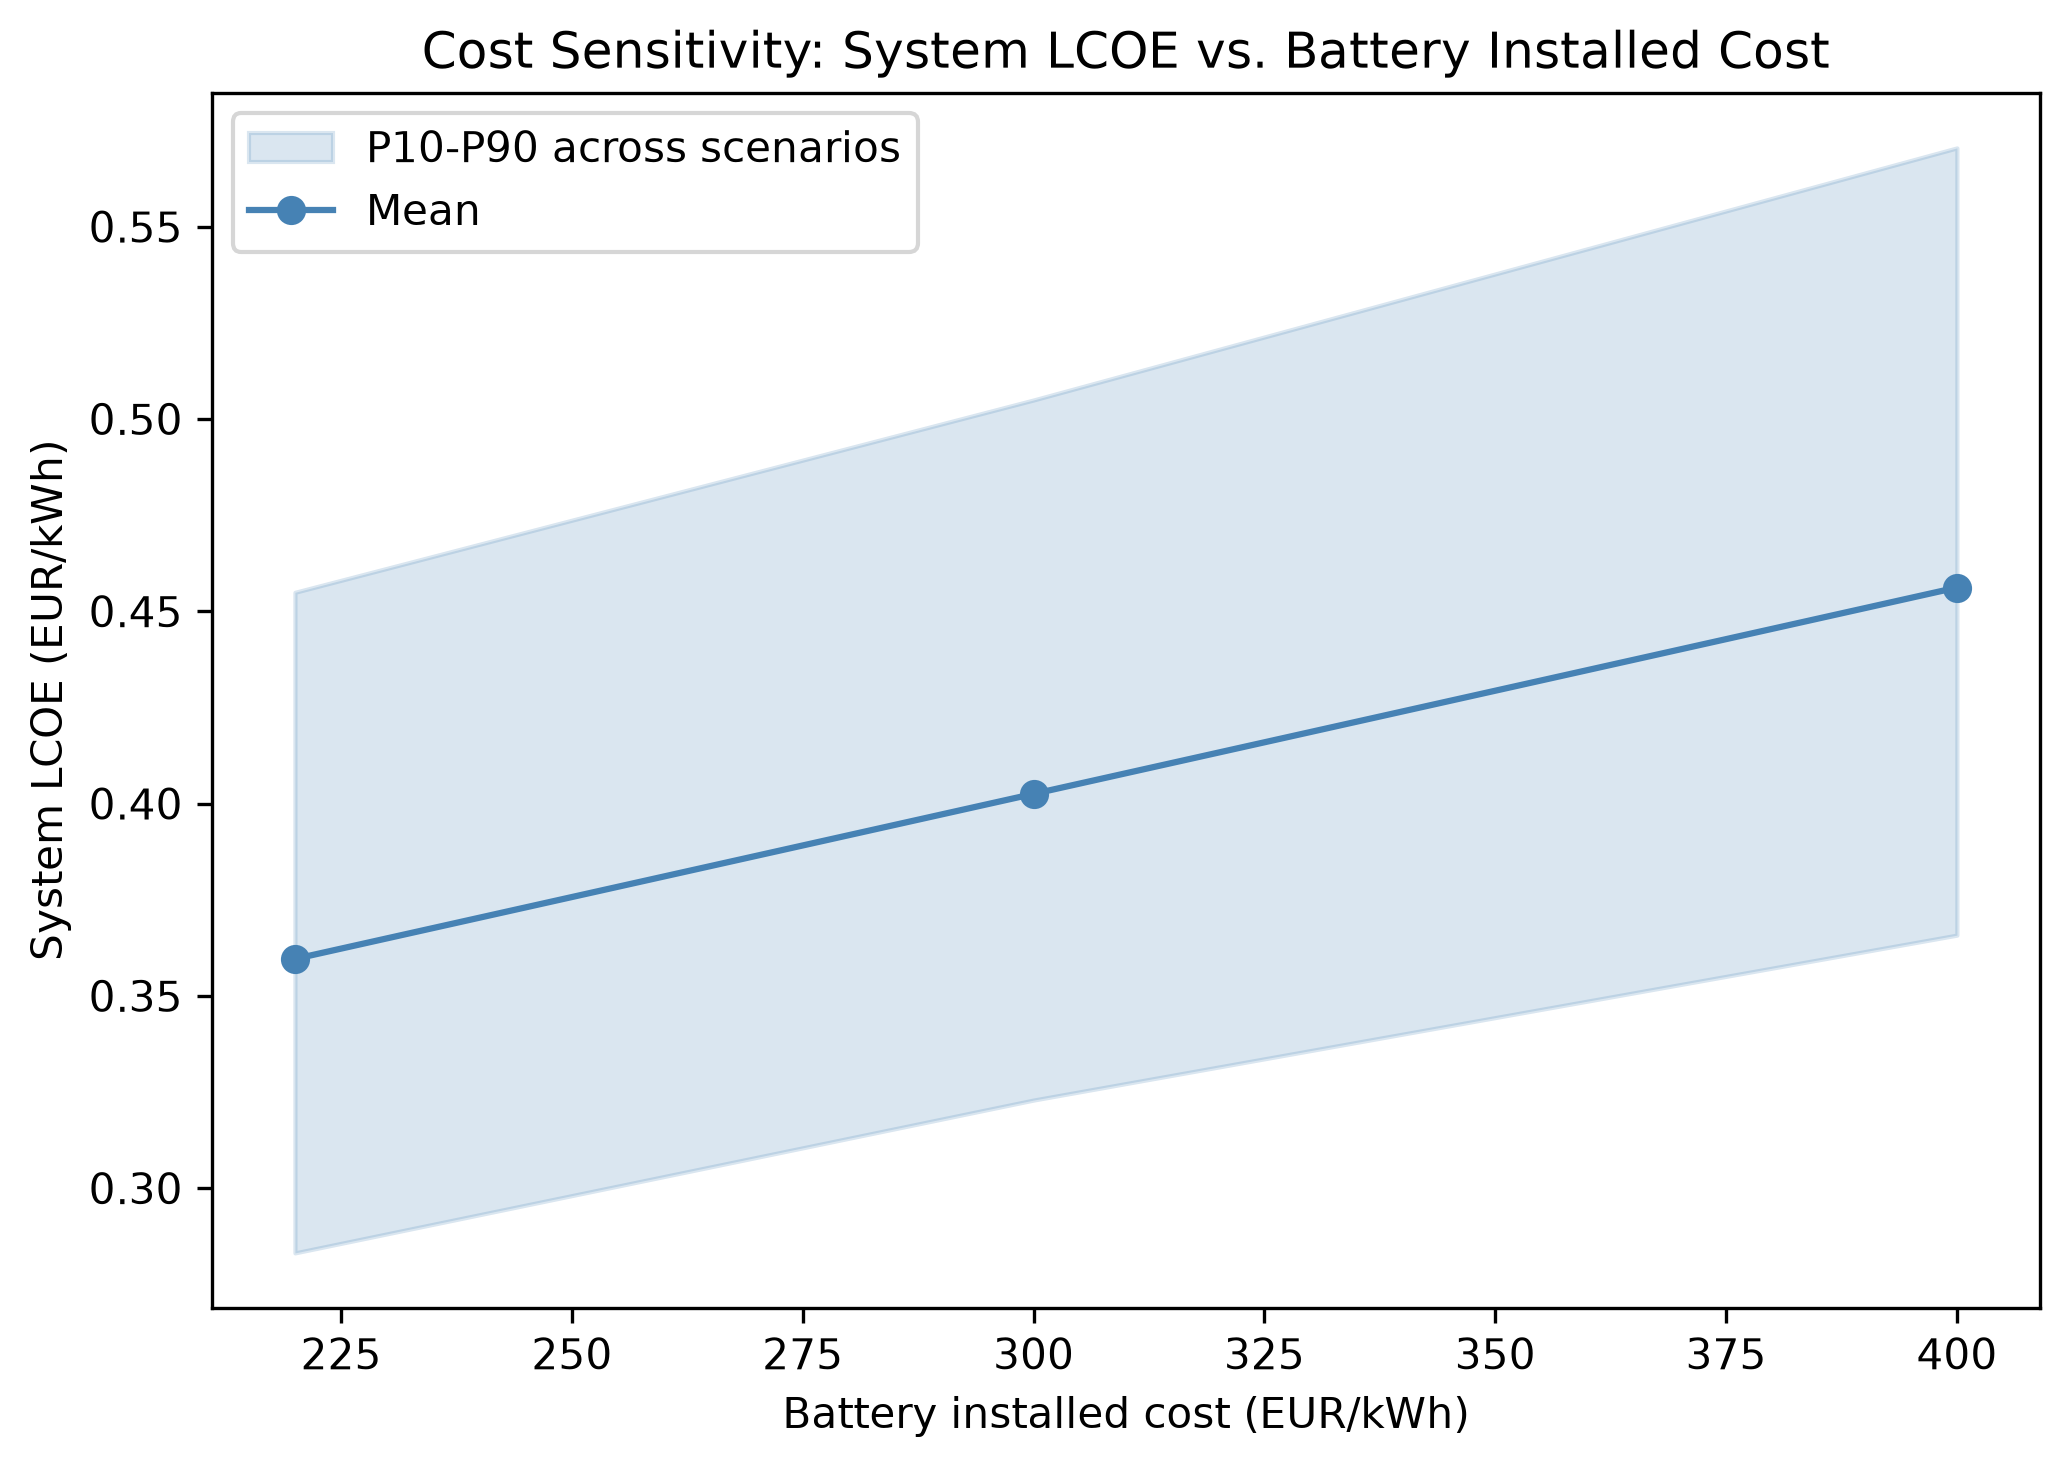 Cost Sensitivity: System LCOE vs. Battery Installed Cost
P10-P90 across scenarios
Mean
System LCOE (EUR/kWh)
0.55
0.50
0.45
0.40
0.35
0.30
225 250 275 300 325 350 375 400
Battery installed cost (EUR/kWh)